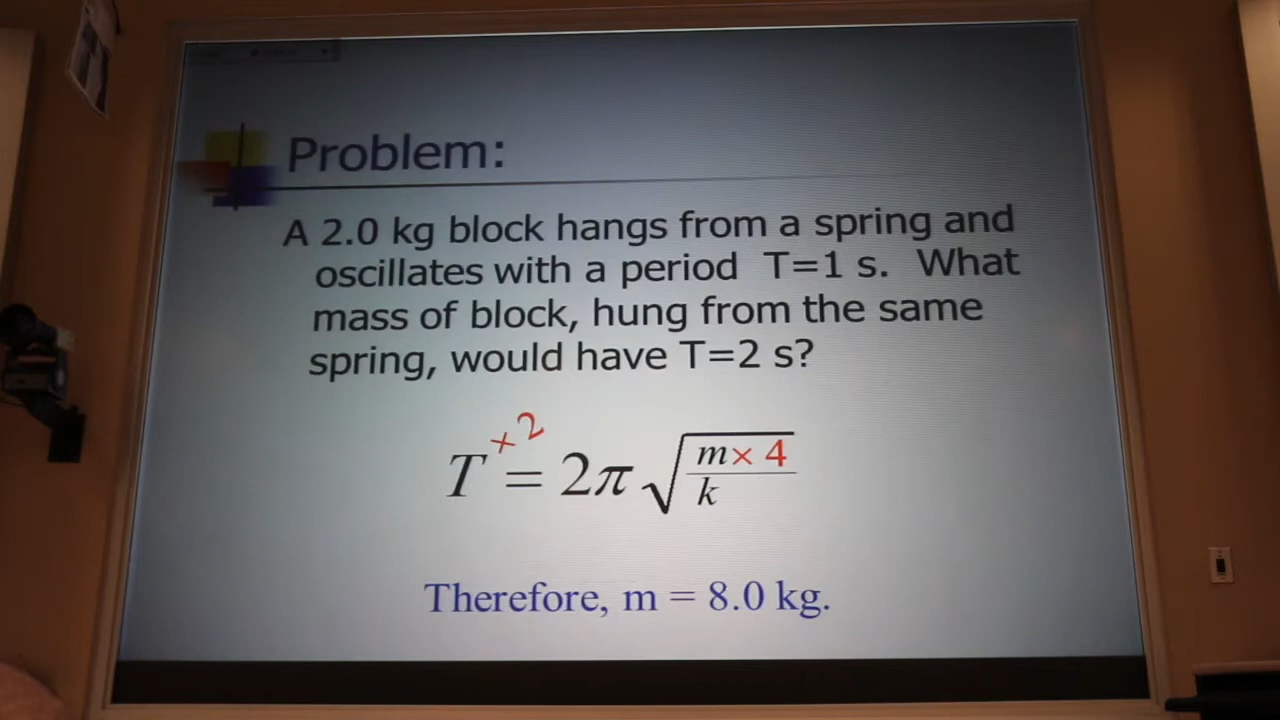 Problem:
A 2.0 kg block hangs from a spring and
oscillates with a period T=1 s. What
mass of block, hung from the same
spring, would have T=2 s?
T ×2 = 2π √(m × 4 / k)
Therefore, m = 8.0 kg.